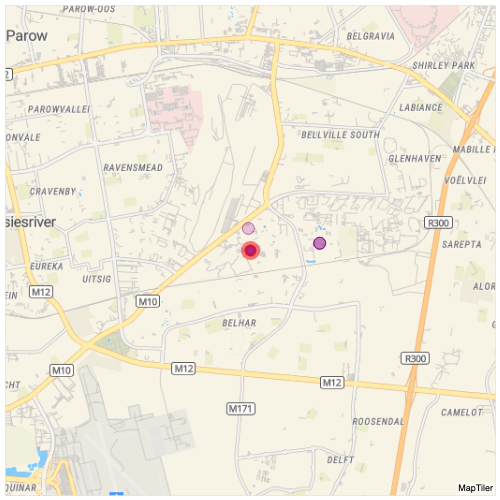 PAROW-OOS
Parow
BELGRAVIA
SHIRLEY PARK
PAROWVALLEI
LABIANCE
ONVALE
BELLVILLE SOUTH
MABILLE
GLENHAVEN
RAVENSMEAD
VOËLVLEI
CRAVENBY
siesriver
R300
SAREPTA
EUREKA
UITSIG
M12
EIN
ALOR
M10
BELHAR
R300
M10
M12
M12
CHT
M171
CAMELOT
ROOSENDAL
DELFT
QUINAR
MapTiler